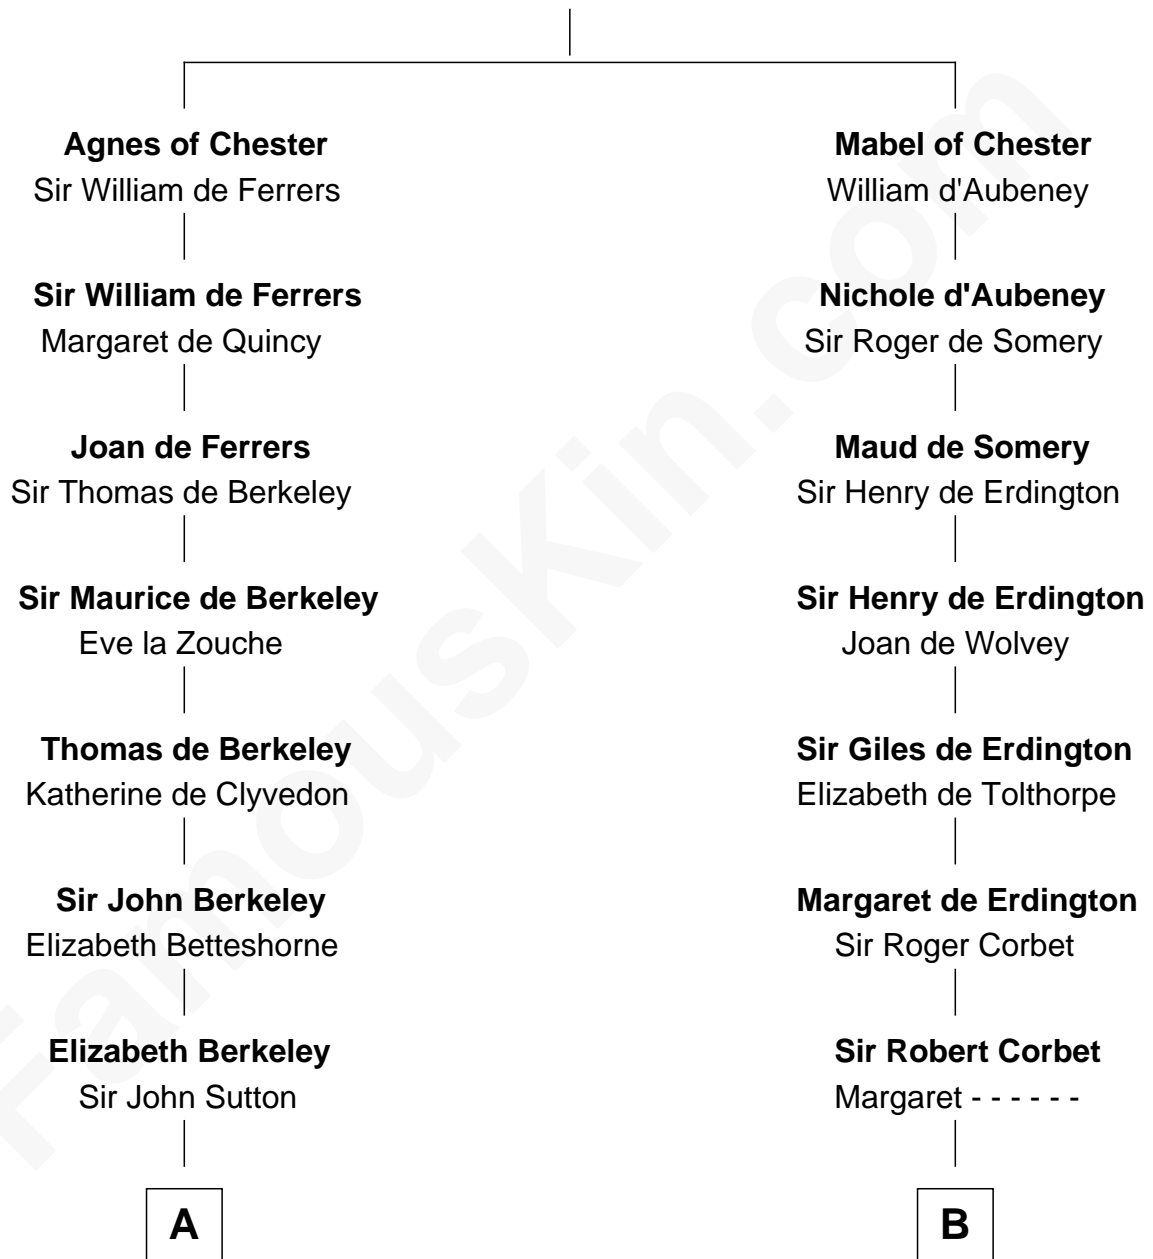 Agnes of Chester
Sir William de Ferrers
Sir William de Ferrers
Margaret de Quincy
Joan de Ferrers
Sir Thomas de Berkeley
Sir Maurice de Berkeley
Eve la Zouche
Thomas de Berkeley
Katherine de Clyvedon
Sir John Berkeley
Elizabeth Betteshorne
Elizabeth Berkeley
Sir John Sutton
A
Mabel of Chester
William d'Aubeney
Nichole d'Aubeney
Sir Roger de Somery
Maud de Somery
Sir Henry de Erdington
Sir Henry de Erdington
Joan de Wolvey
Sir Giles de Erdington
Elizabeth de Tolthorpe
Margaret de Erdington
Sir Roger Corbet
Sir Robert Corbet
Margaret - - - - - -
B
FamousKin.com